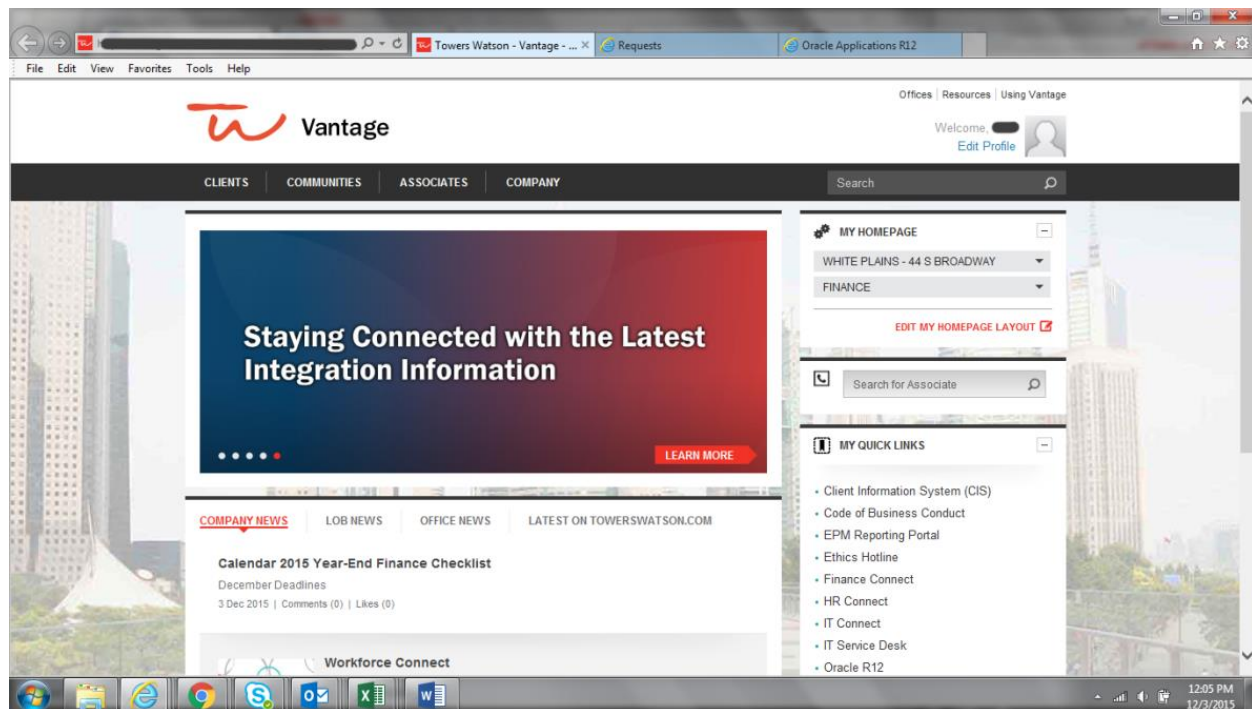 Towers Watson - Vantage - ...
Requests
Oracle Applications R12
File Edit View Favorites Tools Help
Offices | Resources | Using Vantage
Vantage
Welcome,
Edit Profile
CLIENTS COMMUNITIES ASSOCIATES COMPANY
Search
MY HOMEPAGE
WHITE PLAINS - 44 S BROADWAY
FINANCE
EDIT MY HOMEPAGE LAYOUT
Staying Connected with the Latest
Integration Information
LEARN MORE
Search for Associate
MY QUICK LINKS
Client Information System (CIS)
Code of Business Conduct
EPM Reporting Portal
Ethics Hotline
Finance Connect
HR Connect
IT Connect
IT Service Desk
Oracle R12
COMPANY NEWS LOB NEWS OFFICE NEWS LATEST ON TOWERSWATSON.COM
Calendar 2015 Year-End Finance Checklist
December Deadlines
3 Dec 2015 | Comments (0) | Likes (0)
Workforce Connect
12:05 PM
12/3/2015